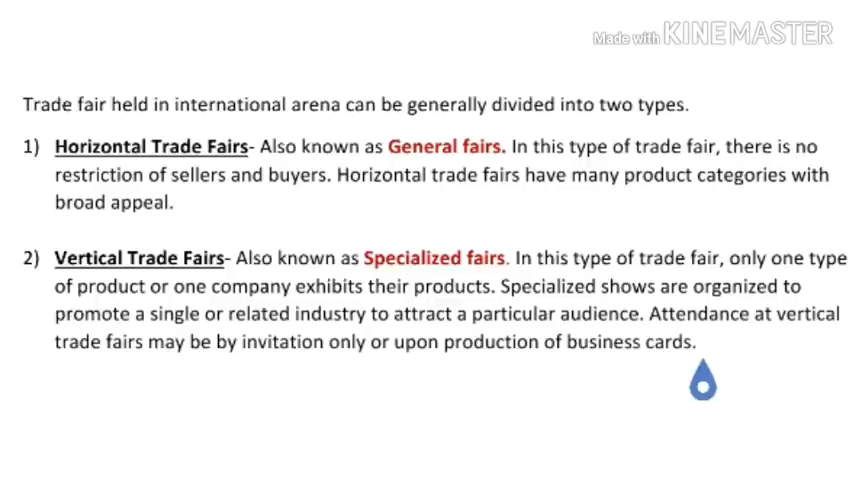 Made with KINEMASTER
Trade fair held in international arena can be generally divided into two types.
1) Horizontal Trade Fairs- Also known as General fairs. In this type of trade fair, there is no
restriction of sellers and buyers. Horizontal trade fairs have many product categories with
broad appeal.
2) Vertical Trade Fairs- Also known as Specialized fairs. In this type of trade fair, only one type
of product or one company exhibits their products. Specialized shows are organized to
promote a single or related industry to attract a particular audience. Attendance at vertical
trade fairs may be by invitation only or upon production of business cards.